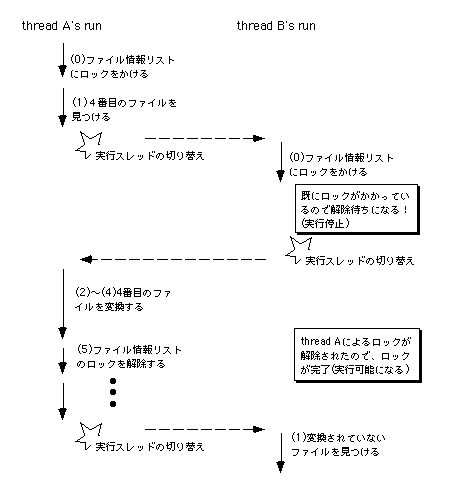 thread A's run
thread B's run
(0)ファイル情報リスト
にロックをかける
(1)4番目のファイルを
見つける
実行スレッドの切り替え
(0)ファイル情報リスト
にロックをかける
既にロックがかかってい
るので解除待ちになる！
(実行停止)
実行スレッドの切り替え
(2)～(4)4番目のファ
イルを変換する
(5)ファイル情報リスト
のロックを解除する
thread Aによるロックが
解除されたので、ロック
が完了(実行可能になる)
実行スレッドの切り替え
(1)変換されていない
ファイルを見つける